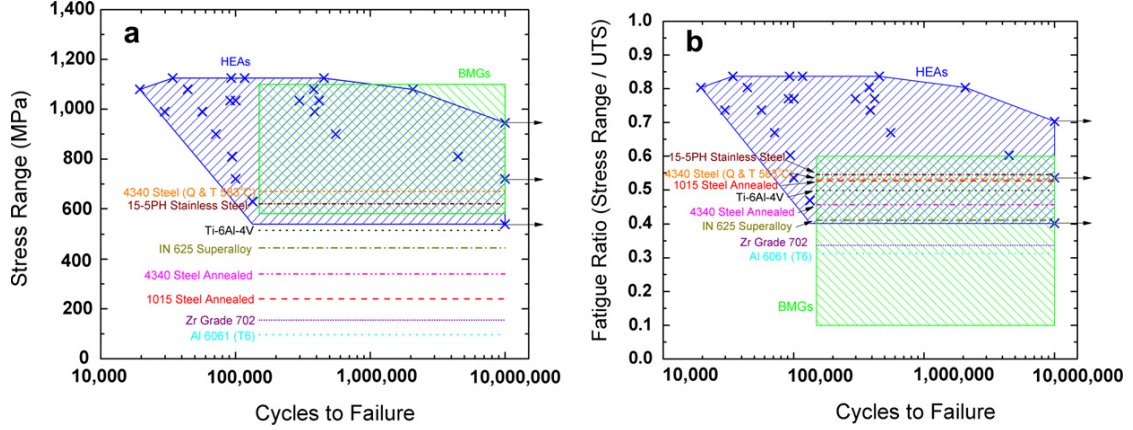 a
HEAs
BMGs
1,400
1,200
1,000
800
600
400
200
0
Stress Range (MPa)
4340 Steel (Q & T 583°C)
15-5PH Stainless Steel
Ti-6Al-4V
IN 625 Superalloy
4340 Steel Annealed
1015 Steel Annealed
Zr Grade 702
Al 6061 (T6)
10,000
100,000
1,000,000
10,000,000
Cycles to Failure
b
HEAs
1.0
0.9
0.8
0.7
0.6
0.5
0.4
0.3
0.2
0.1
0.0
Fatigue Ratio (Stress Range / UTS)
15-5PH Stainless Steel
4340 Steel (Q & T 583°C)
1015 Steel Annealed
Ti-6Al-4V
4340 Steel Annealed
IN 625 Superalloy
Zr Grade 702
Al 6061 (T6)
BMGs
10,000
100,000
1,000,000
10,000,000
Cycles to Failure